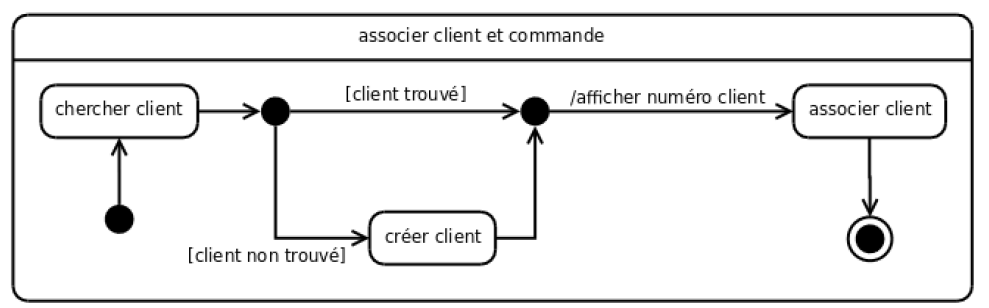 associer client et commande
chercher client
[client trouvé]
/afficher numéro client
associer client
créer client
[client non trouvé]